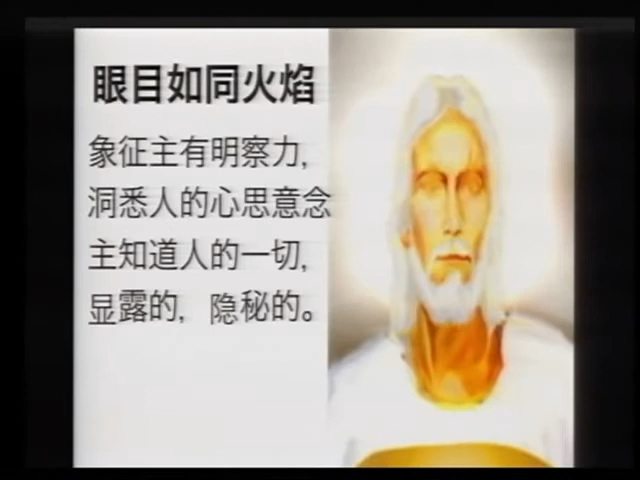 眼目如同火焰
象征主有明察力,
洞悉人的心思意念
主知道人的一切,
显露的, 隐秘的。